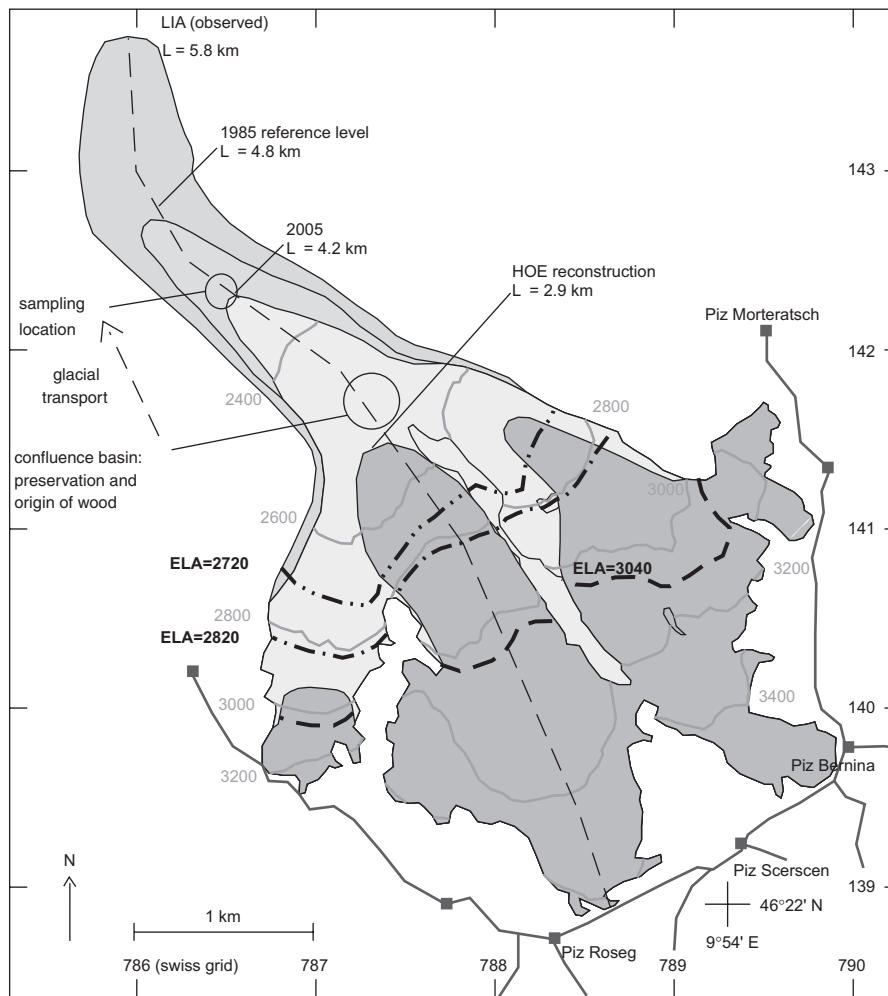 LIA (observed)
L = 5.8 km
1985 reference level
L = 4.8 km
143
2005
L = 4.2 km
HOE reconstruction
L = 2.9 km
sampling
location
Piz Morteratsch
142
glacial
transport
2400
2800
confluence basin:
preservation and
origin of wood
3000
2600
141
ELA=2720
ELA=3040
3200
2800
ELA=2820
3000
3400
140
3200
Piz Bernina
N
Piz Scerscen
139
1 km
46°22' N
9°54' E
Piz Roseg
786 (swiss grid)
787
788
789
790